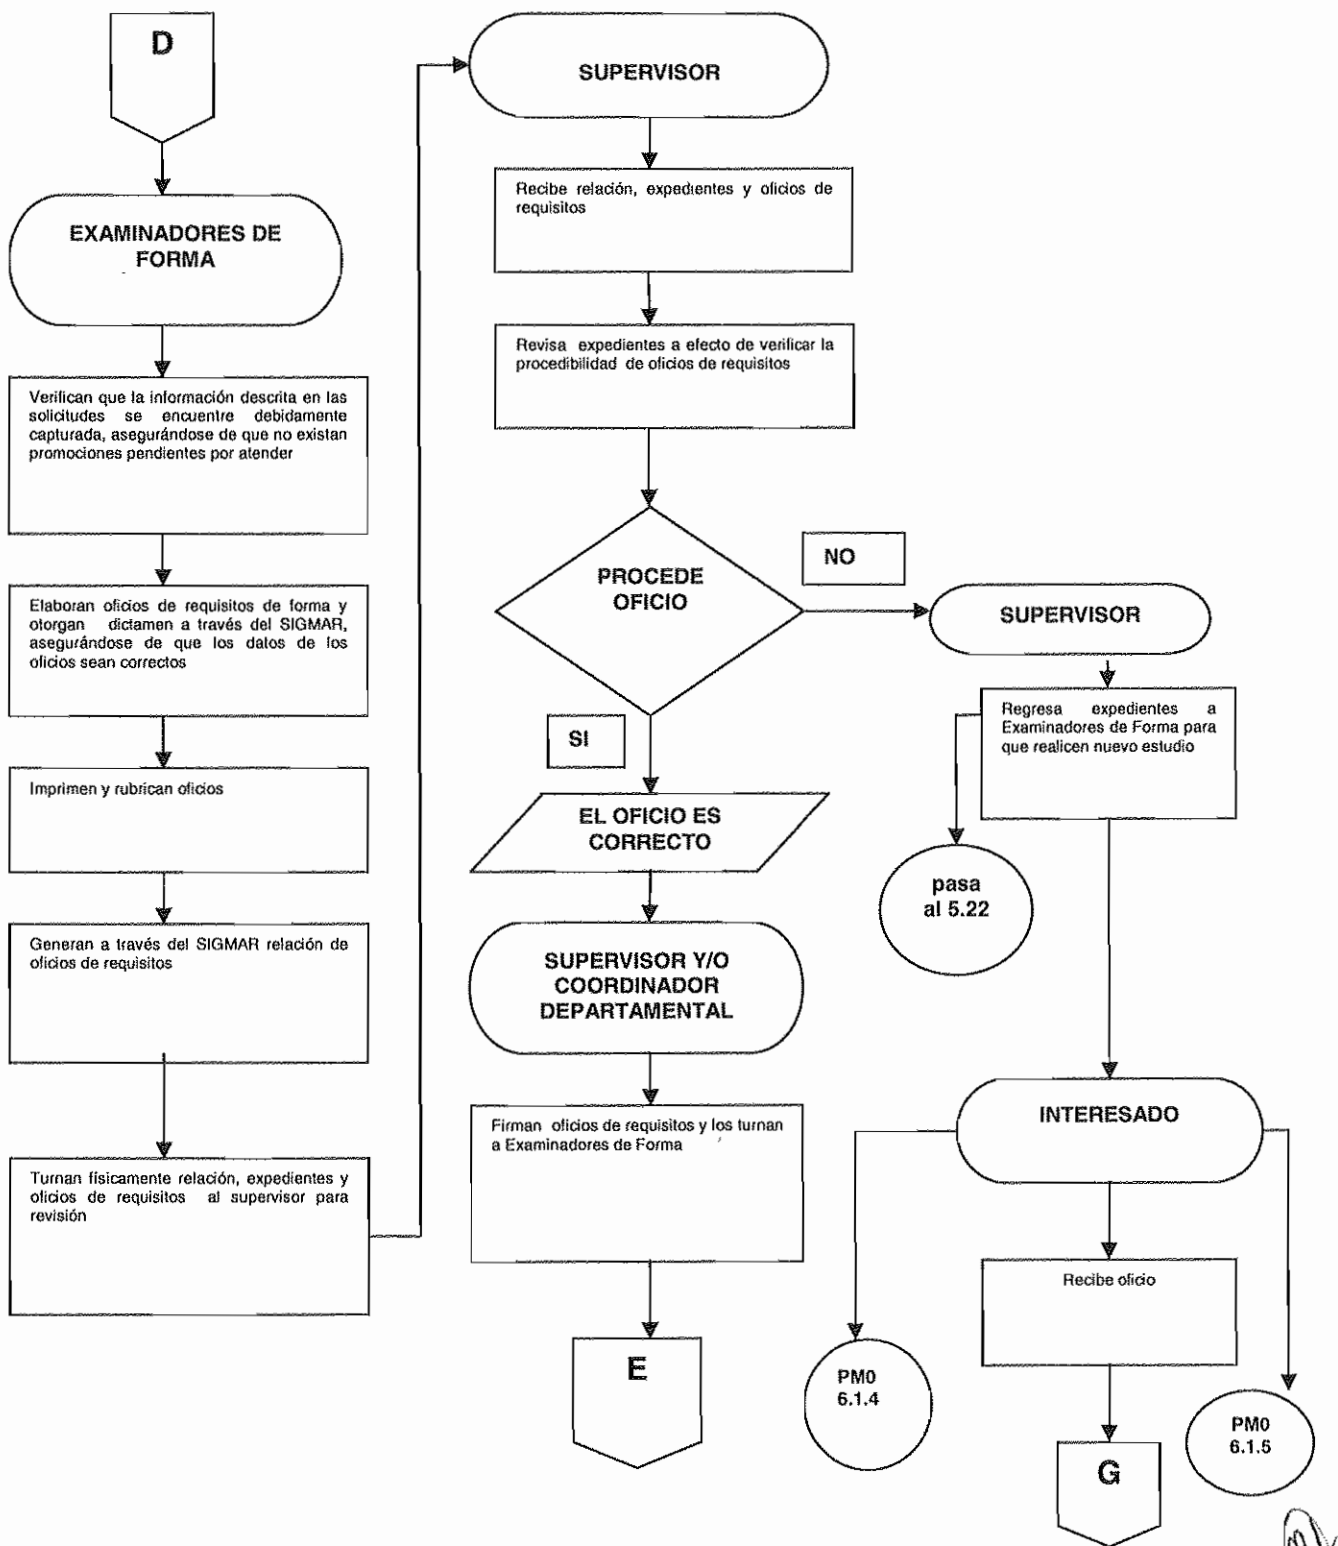 D
EXAMINADORES DE
FORMA
Verifican que la información descrita en las
solicitudes se encuentre debidamente
capturada, asegurándose de que no existan
promociones pendientes por atender
Elaboran oficios de requisitos de forma y
otorgan dictamen a través del SIGMAR,
asegurándose de que los datos de los
oficios sean correctos
Imprimen y rubrican oficios
Generan a través del SIGMAR relación de
oficios de requisitos
Turnan físicamente relación, expedientes y
oficios de requisitos al supervisor para
revisión
SUPERVISOR
Recibe relación, expedientes y oficios de
requisitos
Revisa expedientes a efecto de verificar la
procedibilidad de oficios de requisitos
PROCEDE
OFICIO
NO
SI
EL OFICIO ES
CORRECTO
SUPERVISOR Y/O
COORDINADOR
DEPARTAMENTAL
Firman oficios de requisitos y los turnan
a Examinadores de Forma
E
SUPERVISOR
Regresa expedientes a
Examinadores de Forma para
que realicen nuevo estudio
pasa
al 5.22
INTERESADO
Recibe oficio
PM0
6.1.4
PM0
6.1.5
G